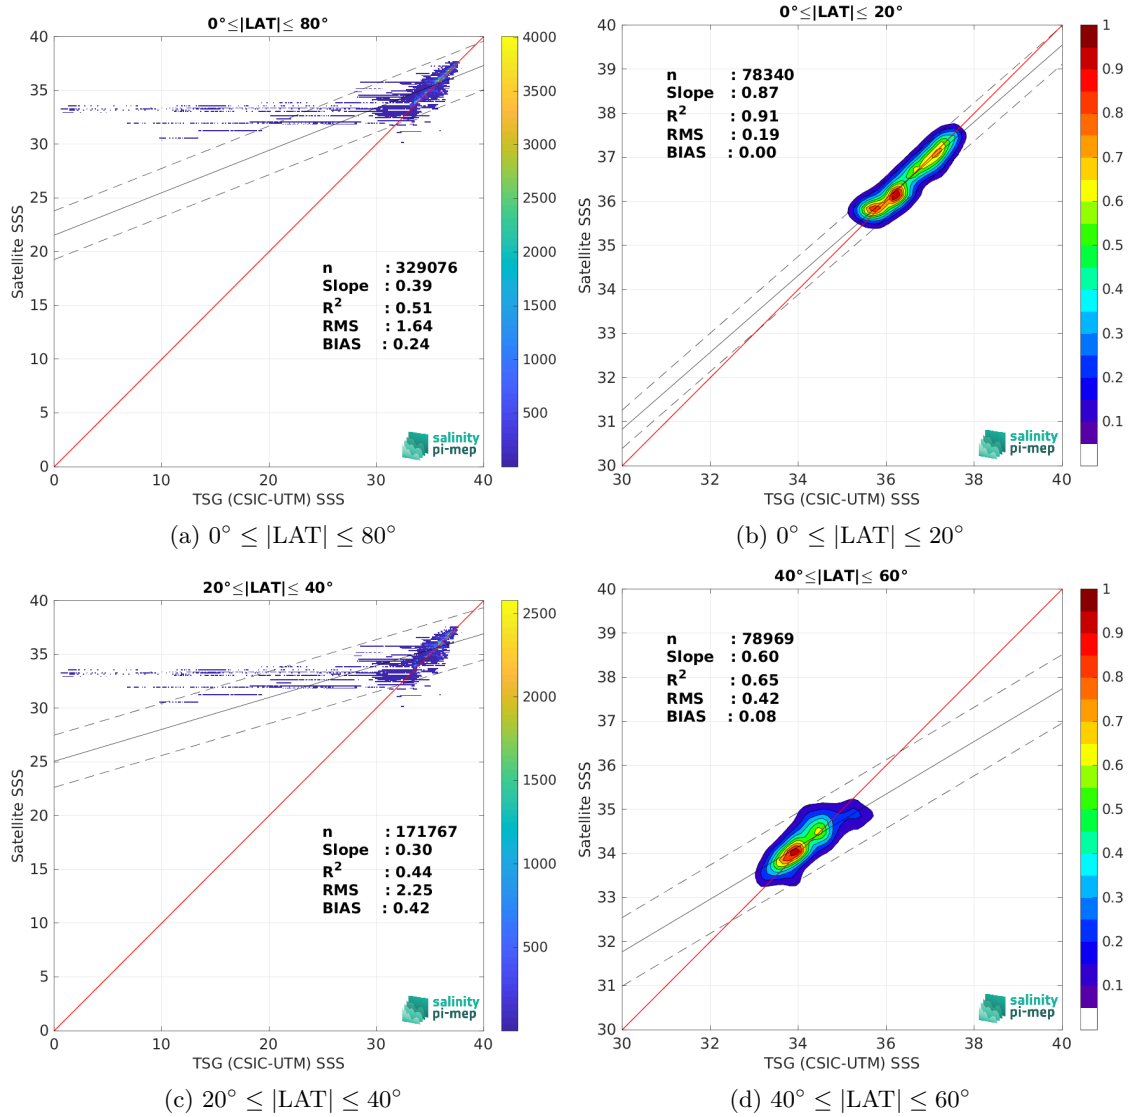 0°≤|LAT|≤ 80°
40
35
30
25
20
15
10
5
0
0
10
20
30
40
Satellite SSS
TSG (CSIC-UTM) SSS
n : 329076
Slope : 0.39
R² : 0.51
RMS : 1.64
BIAS : 0.24
salinity
pi-mep
4000
3500
3000
2500
2000
1500
1000
500
(a) 0° ≤ |LAT| ≤ 80°
0°≤|LAT|≤ 20°
40
39
38
37
36
35
34
33
32
31
30
30
32
34
36
38
40
Satellite SSS
TSG (CSIC-UTM) SSS
n : 78340
Slope : 0.87
R² : 0.91
RMS : 0.19
BIAS : 0.00
salinity
pi-mep
1
0.9
0.8
0.7
0.6
0.5
0.4
0.3
0.2
0.1
(b) 0° ≤ |LAT| ≤ 20°
20°≤|LAT|≤ 40°
40
35
30
25
20
15
10
5
0
0
10
20
30
40
Satellite SSS
TSG (CSIC-UTM) SSS
n : 171767
Slope : 0.30
R² : 0.44
RMS : 2.25
BIAS : 0.42
salinity
pi-mep
2500
2000
1500
1000
500
(c) 20° ≤ |LAT| ≤ 40°
40°≤|LAT|≤ 60°
40
39
38
37
36
35
34
33
32
31
30
30
32
34
36
38
40
Satellite SSS
TSG (CSIC-UTM) SSS
n : 78969
Slope : 0.60
R² : 0.65
RMS : 0.42
BIAS : 0.08
salinity
pi-mep
1
0.9
0.8
0.7
0.6
0.5
0.4
0.3
0.2
0.1
(d) 40° ≤ |LAT| ≤ 60°